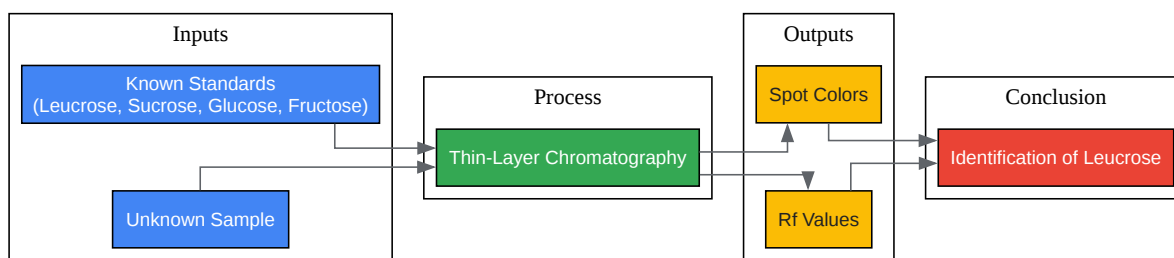 Inputs
Known Standards
(Leucrose, Sucrose, Glucose, Fructose)
Unknown Sample
Process
Thin-Layer Chromatography
Outputs
Spot Colors
Rf Values
Conclusion
Identification of Leucrose